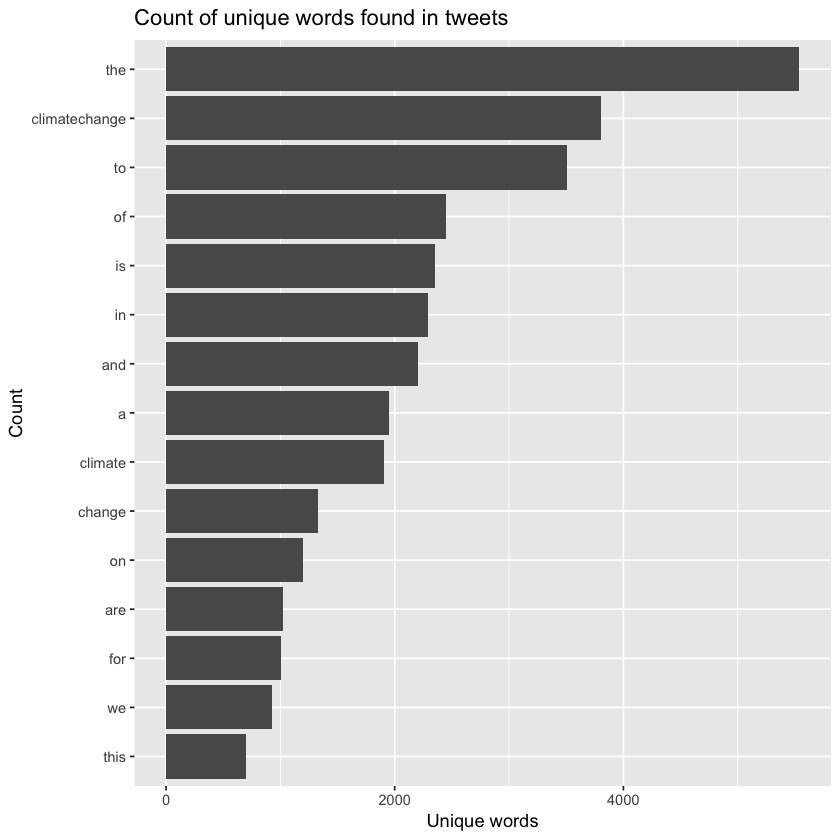 Count of unique words found in tweets
the
climatechange
to
of
is
in
and
a
climate
change
on
are
for
we
this
Count
0 2000 4000
Unique words